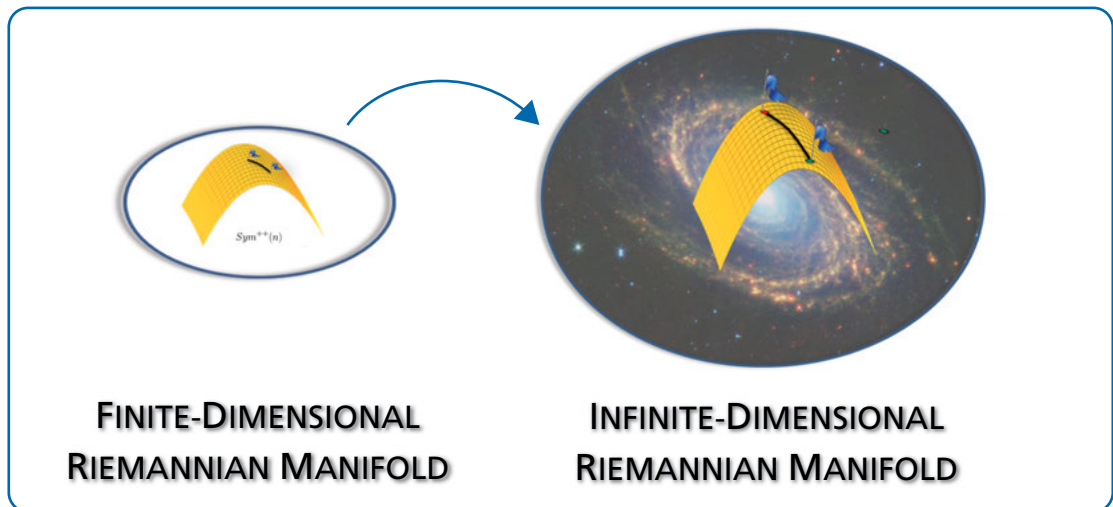 Sym⁺⁺(n)
FINITE-DIMENSIONAL
RIEMANNIAN MANIFOLD
INFINITE-DIMENSIONAL
RIEMANNIAN MANIFOLD